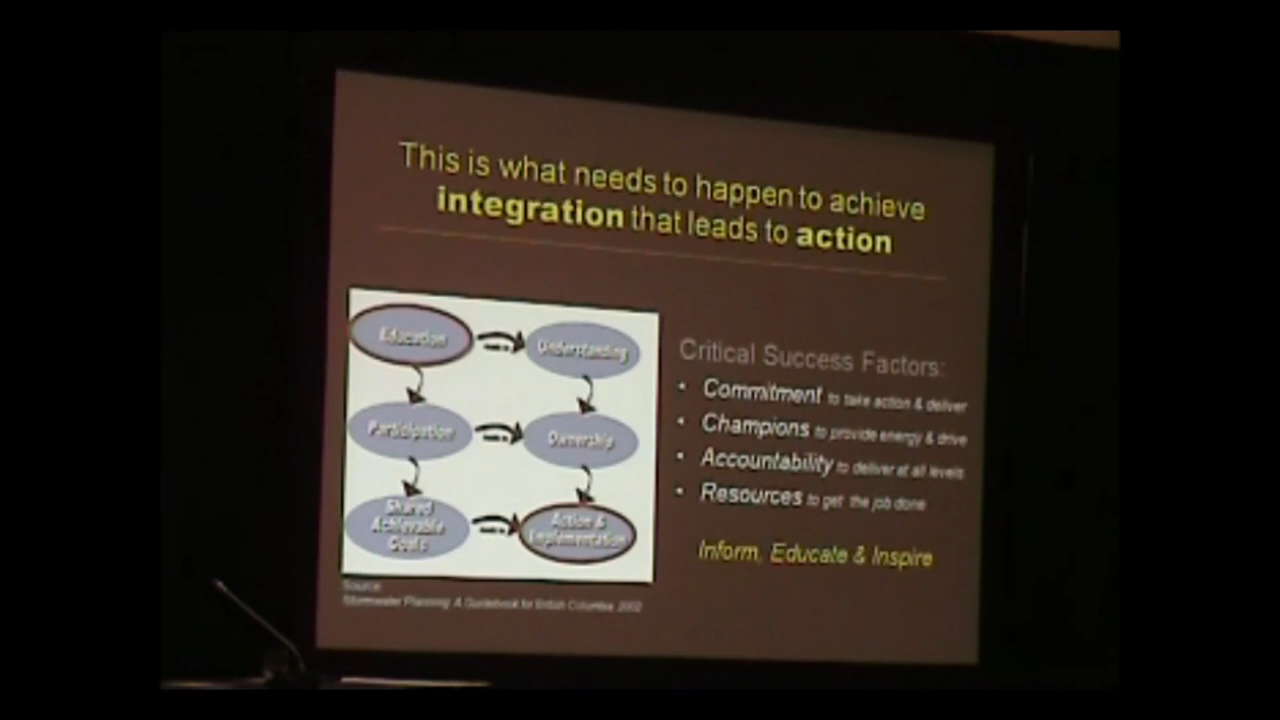 This is what needs to happen to achieve
integration that leads to action
Education
Understanding
Participation
Ownership
Shared
Achievable
Goals
Action &
Implementation
Source:
Stormwater Planning: A Guidebook for British Columbia, 2002
Critical Success Factors:
• Commitment to take action & deliver
• Champions to provide energy & drive
• Accountability to deliver at all levels
• Resources to get the job done
Inform, Educate & Inspire